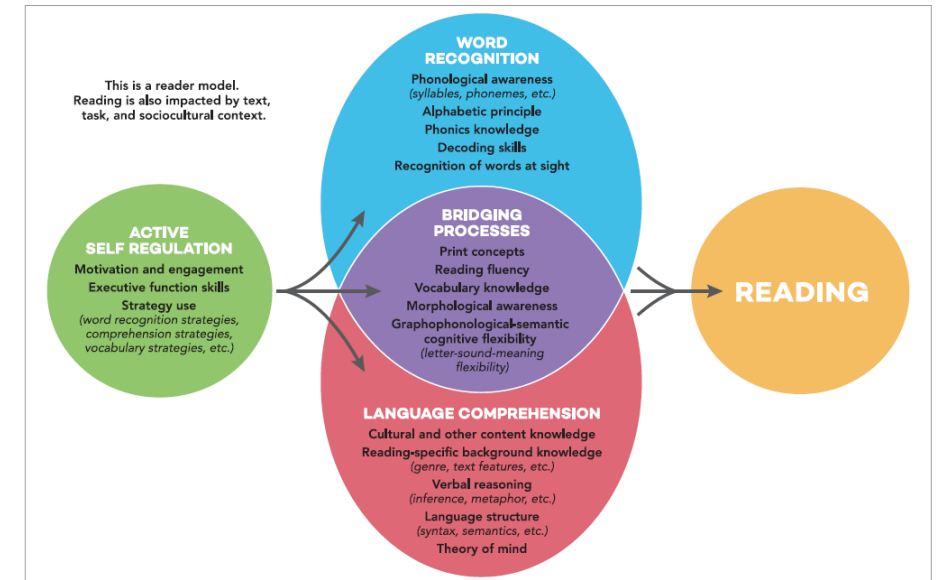 This is a reader model.
Reading is also impacted by text,
task, and sociocultural context.
ACTIVE
SELF REGULATION
Motivation and engagement
Executive function skills
Strategy use
(word recognition strategies,
comprehension strategies,
vocabulary strategies, etc.)
WORD
RECOGNITION
Phonological awareness
(syllables, phonemes, etc.)
Alphabetic principle
Phonics knowledge
Decoding skills
Recognition of words at sight
BRIDGING
PROCESSES
Print concepts
Reading fluency
Vocabulary knowledge
Morphological awareness
Graphophonological-semantic
cognitive flexibility
(letter-sound-meaning
flexibility)
LANGUAGE COMPREHENSION
Cultural and other content knowledge
Reading-specific background knowledge
(genre, text features, etc.)
Verbal reasoning
(inference, metaphor, etc.)
Language structure
(syntax, semantics, etc.)
Theory of mind
READING